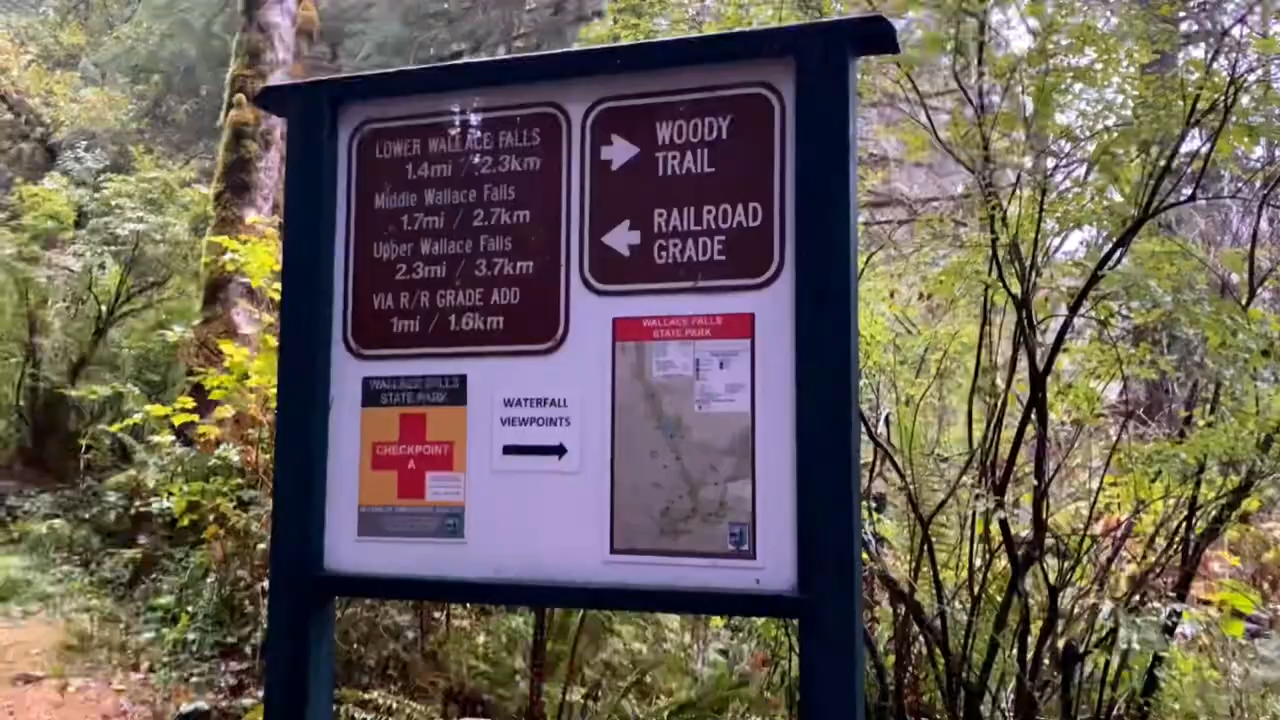 LOWER WALLACE FALLS
1.4mi / 2.3km
Middle Wallace Falls
1.7mi / 2.7km
Upper Wallace Falls
2.3mi / 3.7km
VIA R/R GRADE ADD
1mi / 1.6km
WOODY
TRAIL
RAILROAD
GRADE
WALLACE FALLS
STATE PARK
CHECKPOINT
A
WATERFALL
VIEWPOINTS
WALLACE FALLS
STATE PARK